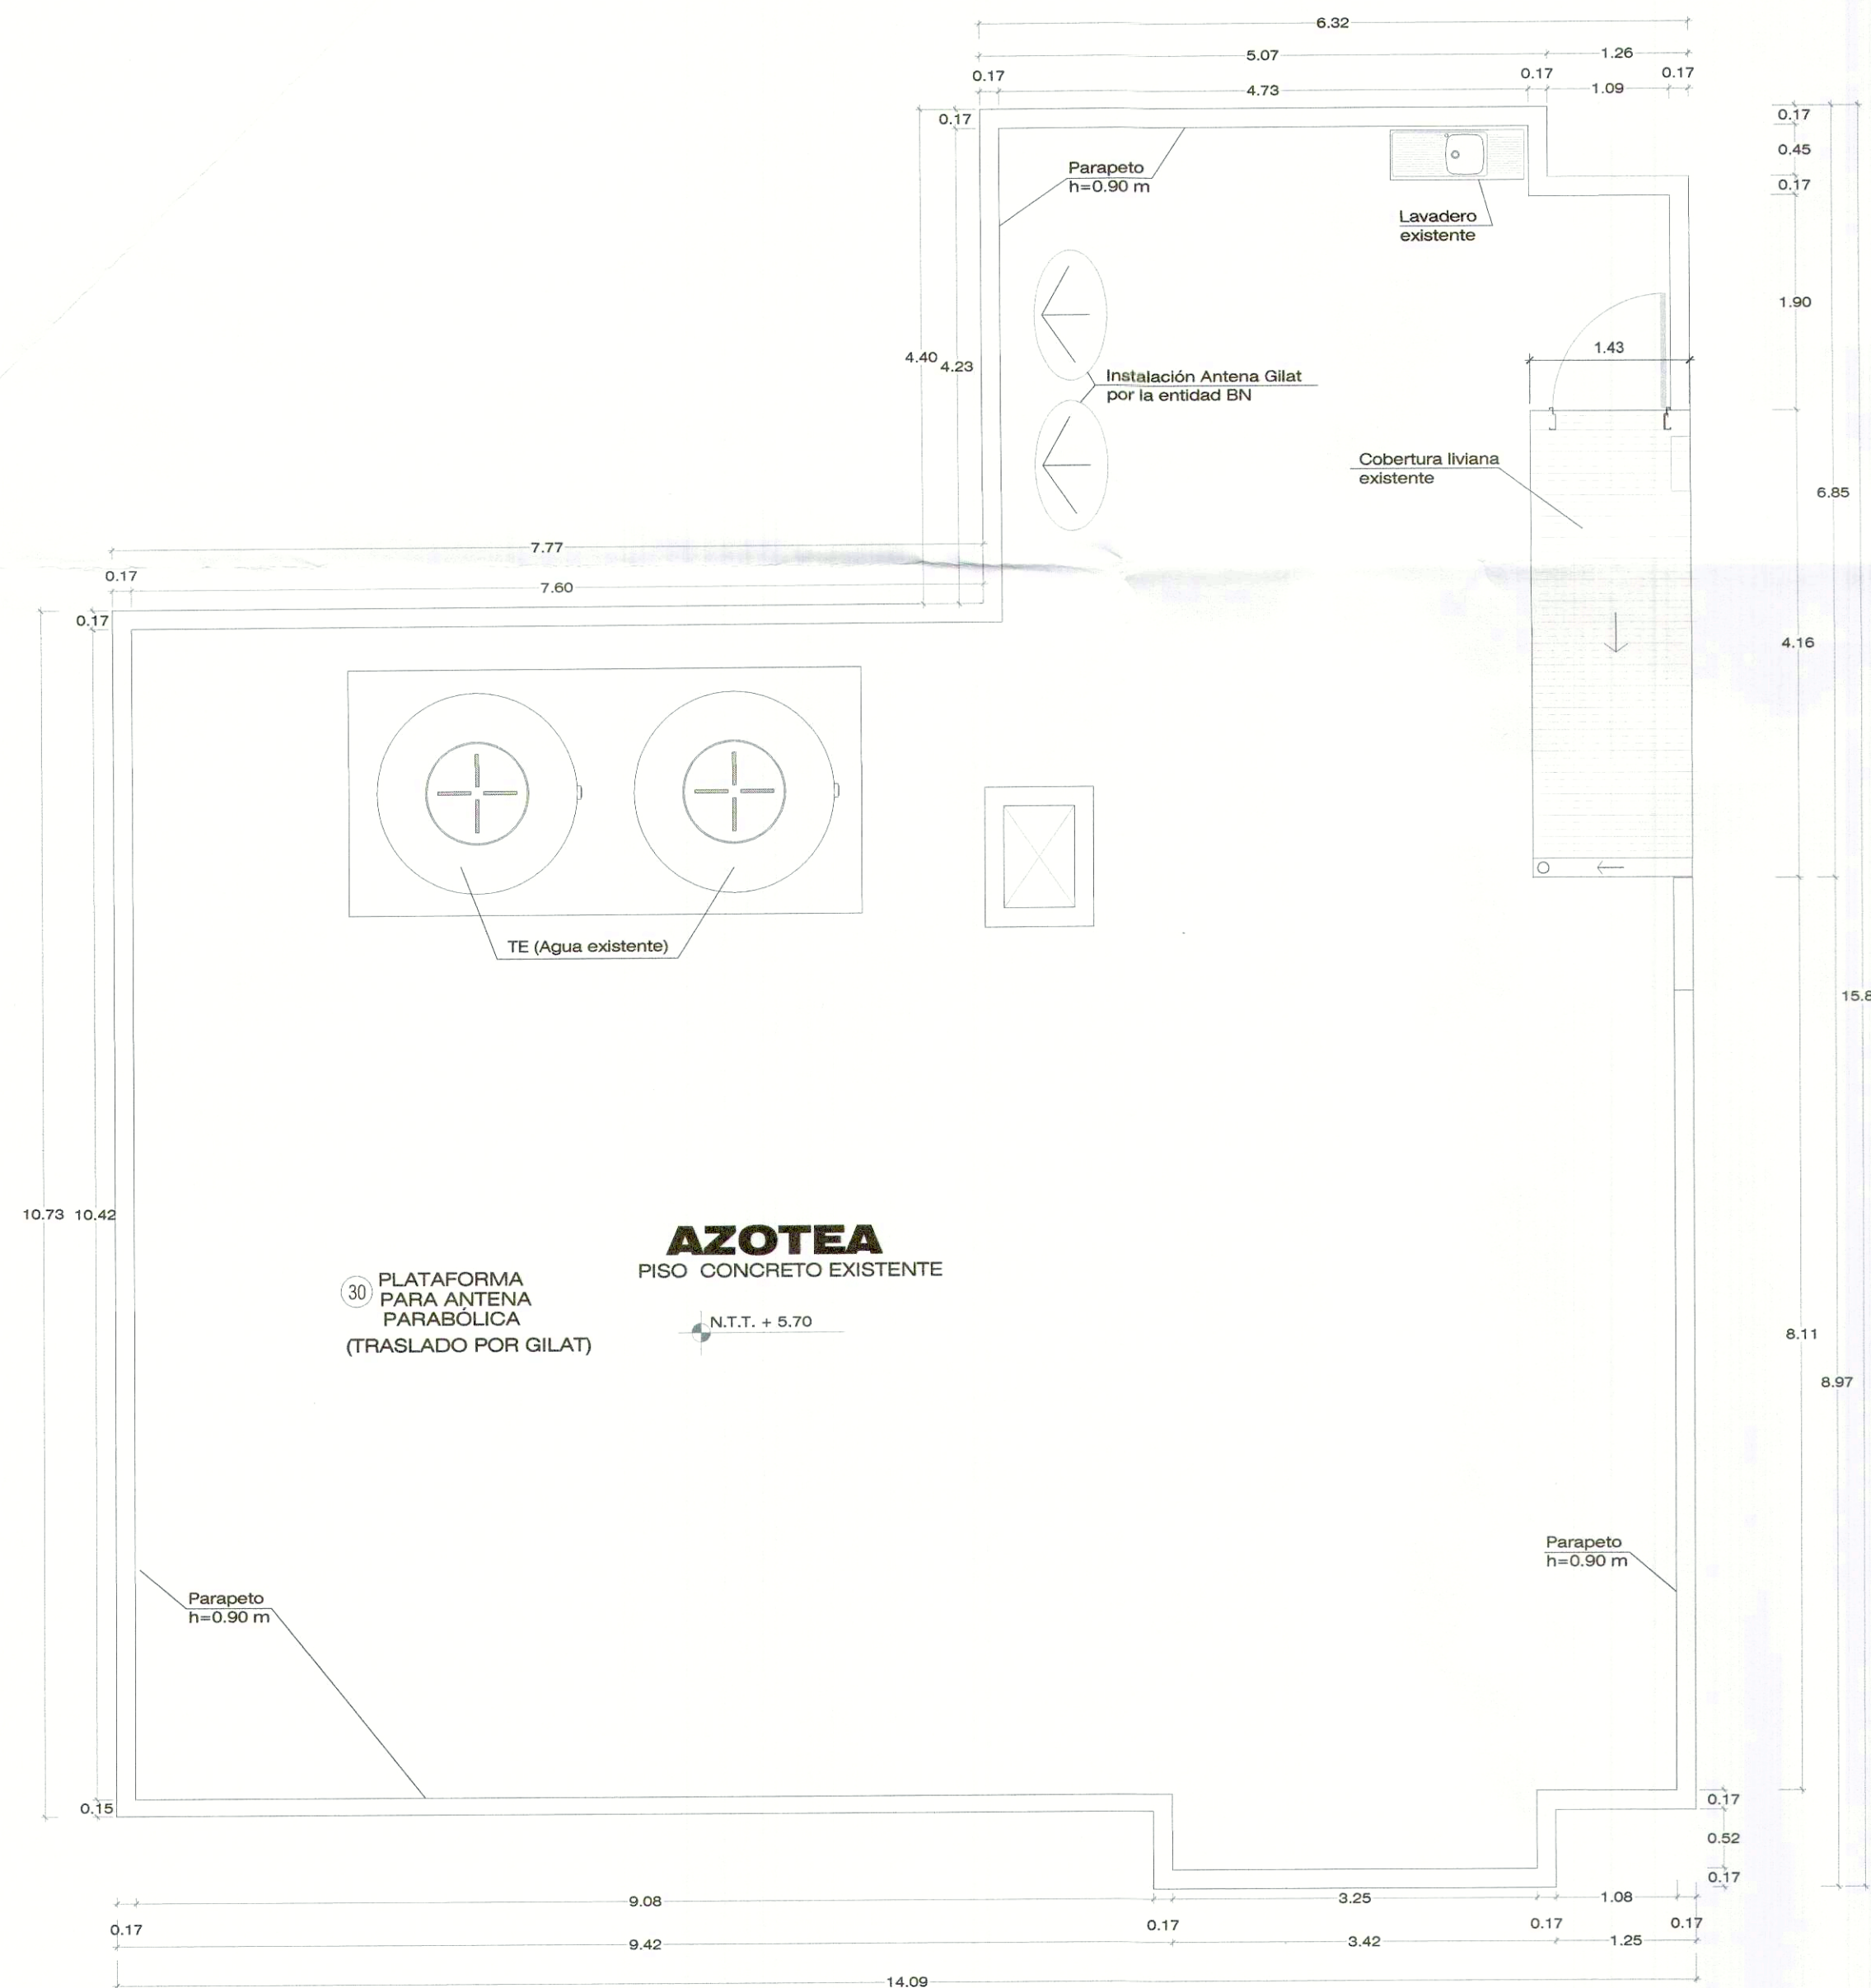 6.32
5.07
1.26
0.17
0.17
0.17
4.73
1.09
0.17
0.17
0.45
0.17
Parapeto
h=0.90 m
Lavadero
existente
1.90
1.43
4.40
4.23
Instalación Antena Gilat
por la entidad BN
Cobertura liviana
existente
6.85
7.77
0.17
7.60
0.17
4.16
TE (Agua existente)
15.8
10.73
10.42
AZOTEA
PISO CONCRETO EXISTENTE
30
PLATAFORMA
PARA ANTENA
PARABÓLICA
(TRASLADO POR GILAT)
N.T.T. + 5.70
8.11
8.97
Parapeto
h=0.90 m
Parapeto
h=0.90 m
0.15
0.17
0.52
0.17
9.08
3.25
1.08
0.17
0.17
0.17
0.17
9.42
3.42
1.25
14.09